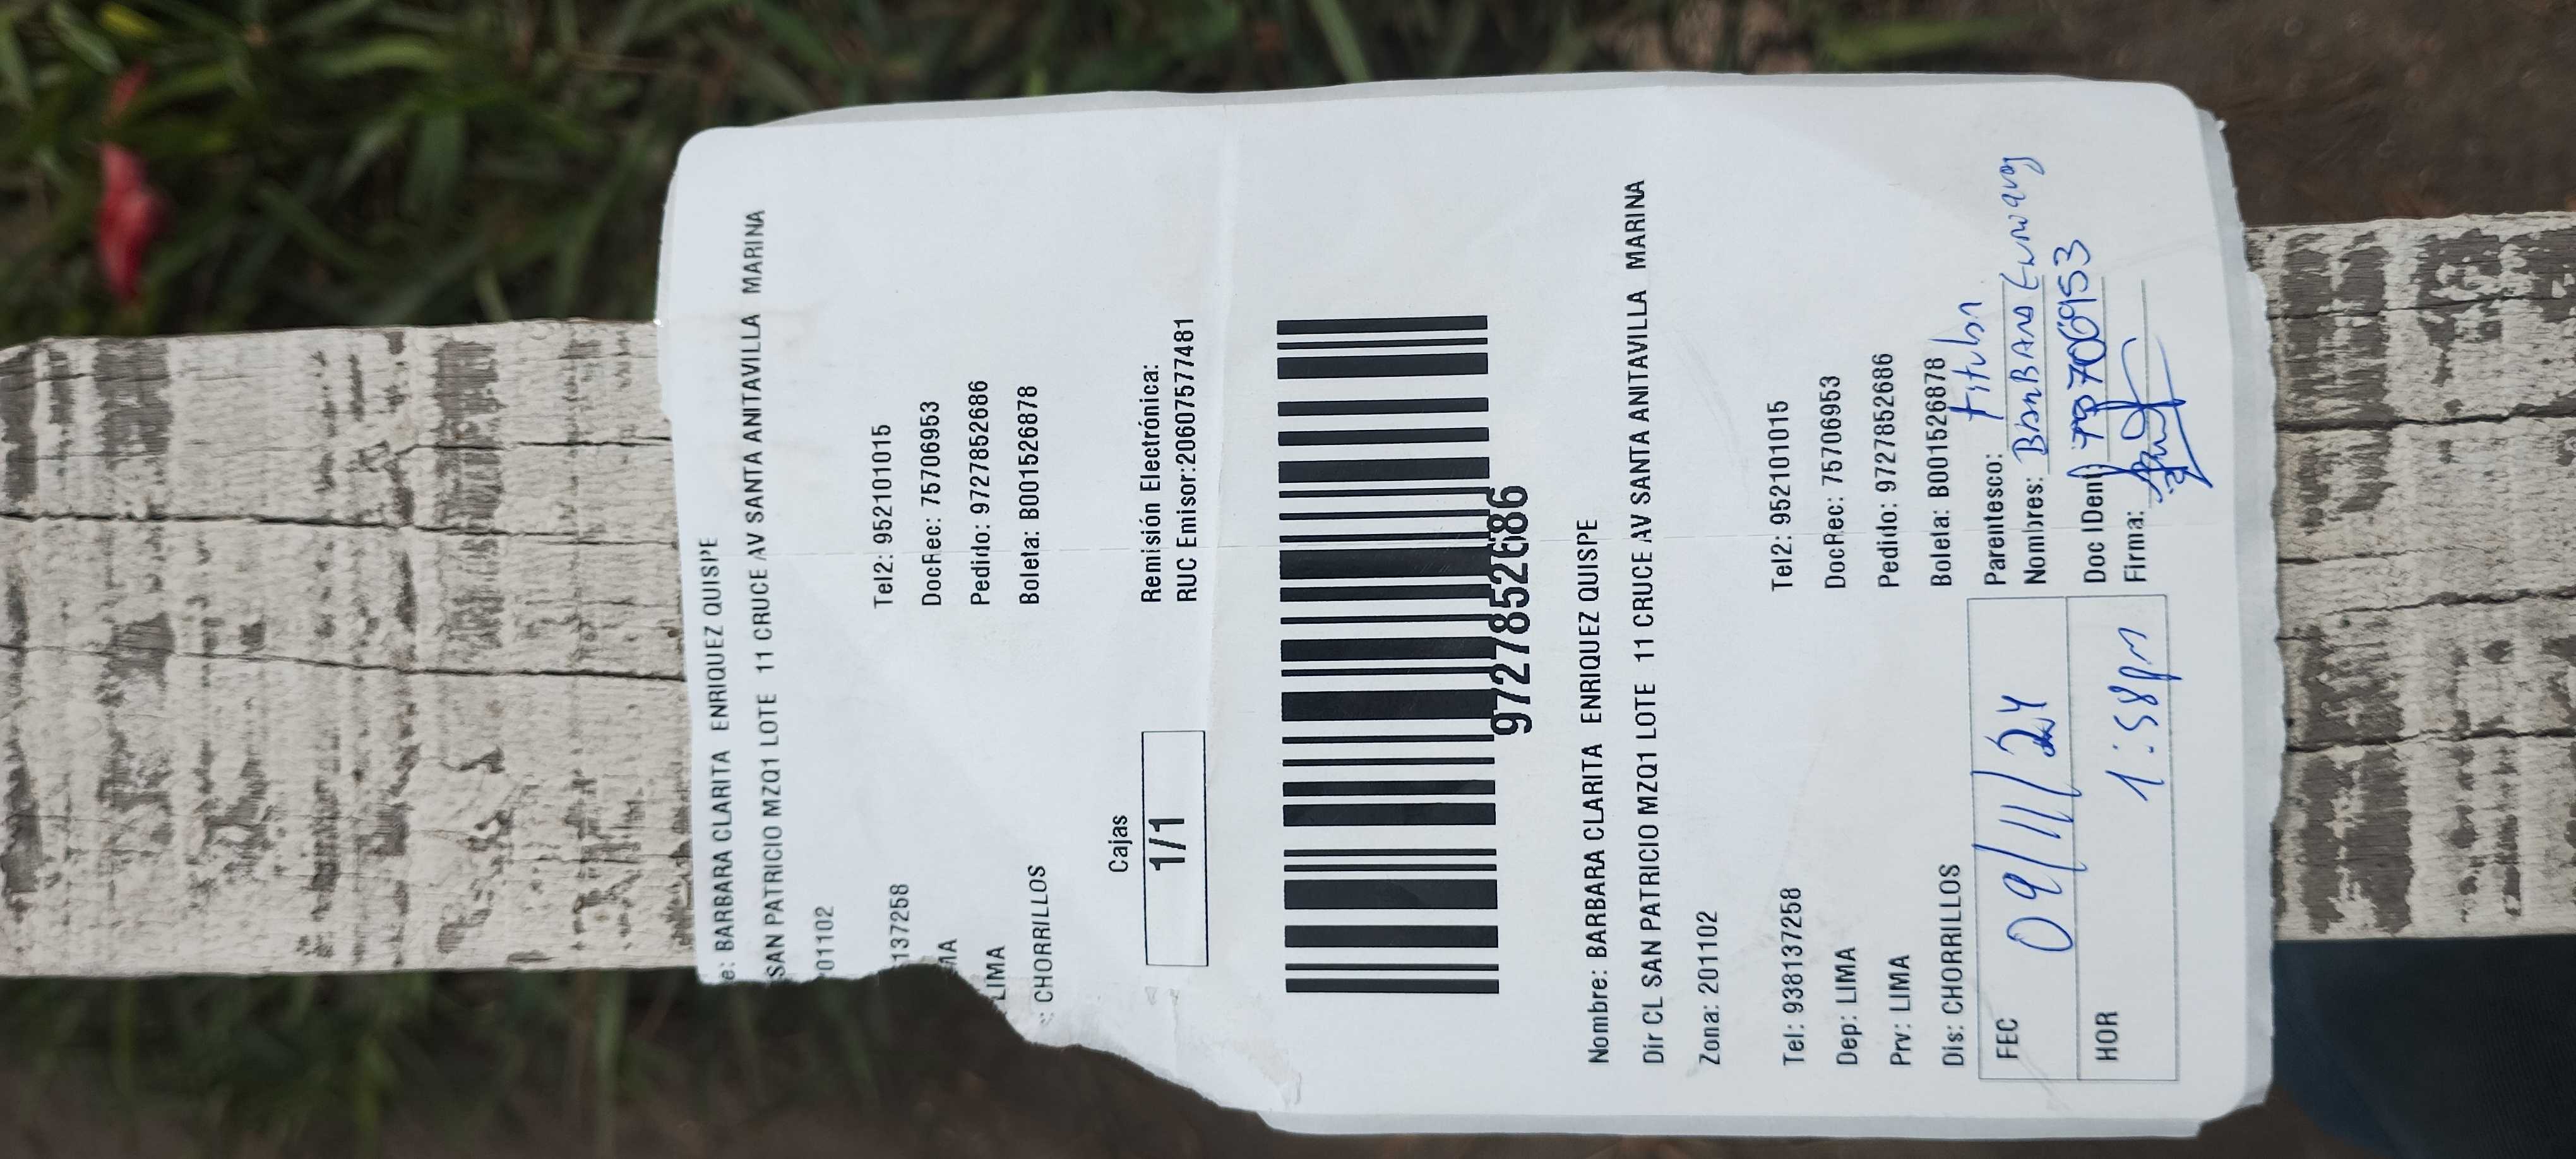 e: BARBARA CLARITA ENRIQUEZ QUISPE
SAN PATRICIO MZQ1 LOTE 11 CRUCE AV SANTA ANITAVILLA MARINA
01102
137258 Tel2: 952101015
MA DocRec: 75706953
LIMA Pedido: 9727852686
: CHORRILLOS Boleta: B001526878
Cajas Remisión Electrónica:
1/1 RUC Emisor:20607577481
9727852686
Nombre: BARBARA CLARITA ENRIQUEZ QUISPE
Dir CL SAN PATRICIO MZQ1 LOTE 11 CRUCE AV SANTA ANITAVILLA MARINA
Zona: 201102
Tel: 938137258 Tel2: 952101015
Dep: LIMA DocRec: 75706953
Prv: LIMA Pedido: 9727852686
Dis: CHORRILLOS Boleta: B001526878
FEC 09/11/24 Parentesco: titular
Nombres: Barbara
HOR 1:58pm Doc IDen 75706953
Firma: